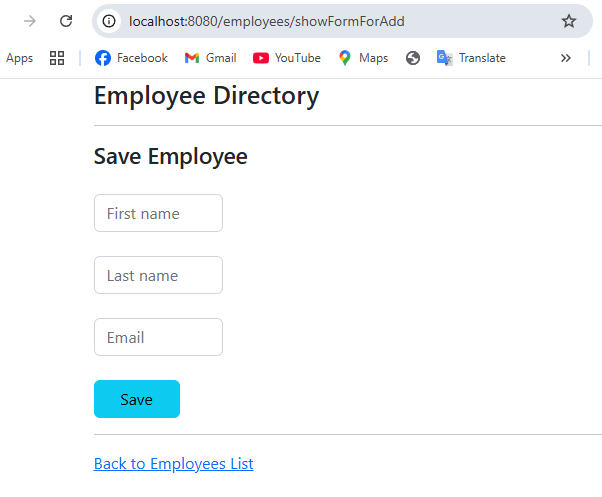 localhost:8080/employees/showFormForAdd
Apps Facebook Gmail YouTube Maps Translate
Employee Directory
Save Employee
First name
Last name
Email
Save
Back to Employees List